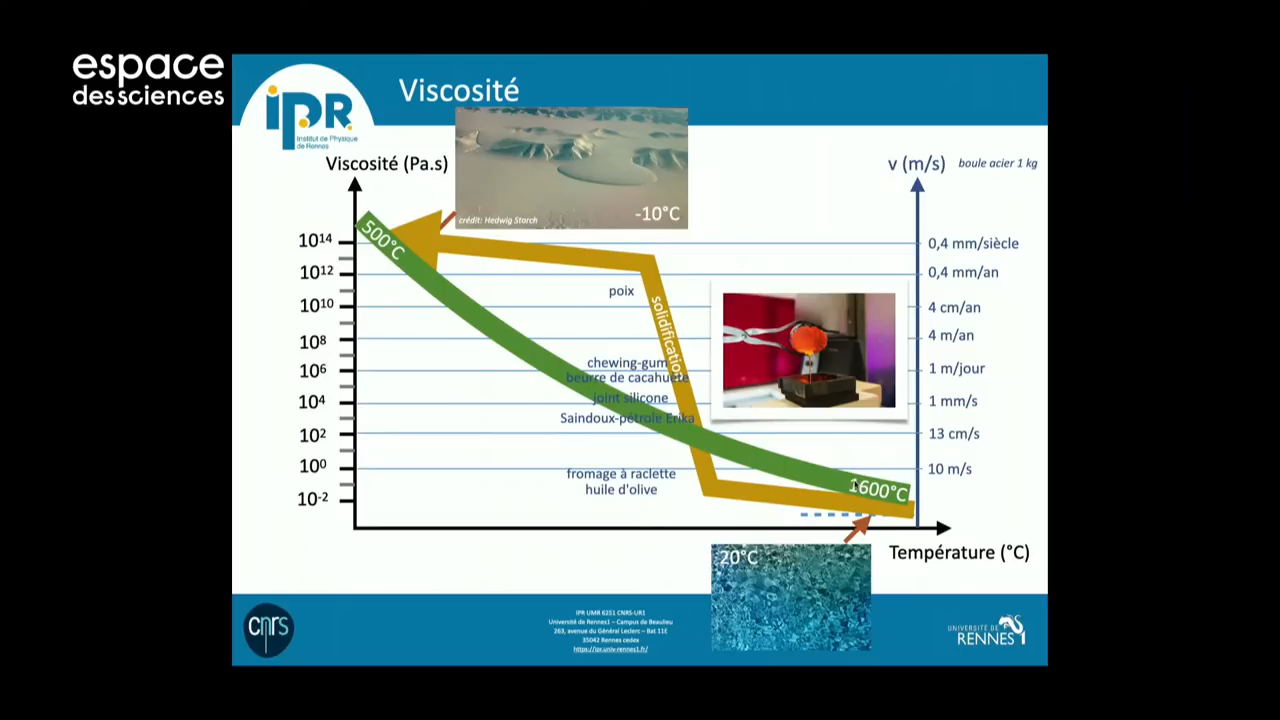 espace
des sciences
Viscosité
iPR
Institut de Physique
de Rennes
Viscosité (Pa.s)
v (m/s)
boule acier 1 kg
crédit: Hedwig Storch
-10°C
500°C
10¹⁴
10¹²
10¹⁰
10⁸
10⁶
10⁴
10²
10⁰
10⁻²
solidification
poix
chewing-gum
beurre de cacahuète
joint silicone
Saindoux-pétrole Erika
fromage à raclette
huile d'olive
0,4 mm/siècle
0,4 mm/an
4 cm/an
4 m/an
1 m/jour
1 mm/s
13 cm/s
10 m/s
1600°C
Température (°C)
20°C
cnrs
IPR UMR 6251 CNRS-UR1
Université de Rennes1 – Campus de Beaulieu
263, avenue du Général Leclerc – Bat 11E
35042 Rennes cedex
https://ipr.univ-rennes1.fr/
UNIVERSITÉ DE
RENNES 1